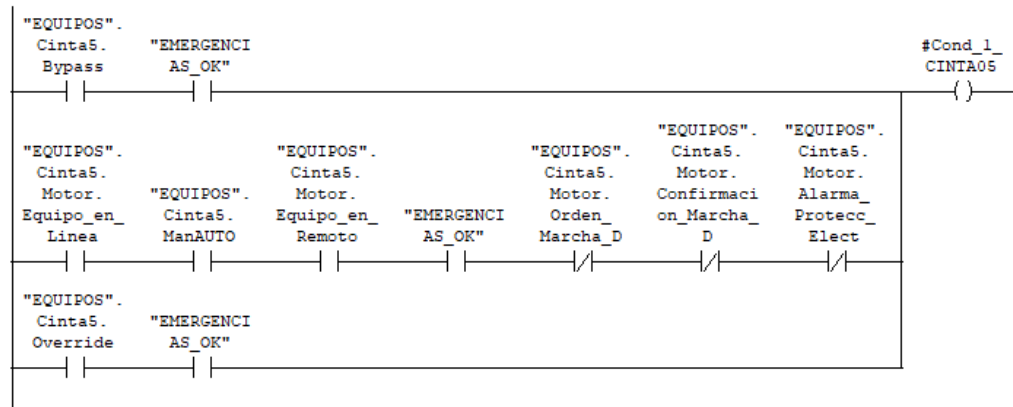 "EQUIPOS".
Cinta5.
Bypass
"EMERGENCI
AS_OK"
#Cond_1_
CINTA05
"EQUIPOS".
Cinta5.
Motor.
Equipo_en_
Linea
"EQUIPOS".
Cinta5.
ManAUTO
"EQUIPOS".
Cinta5.
Motor.
Equipo_en_
Remoto
"EMERGENCI
AS_OK"
"EQUIPOS".
Cinta5.
Motor.
Orden_
Marcha_D
"EQUIPOS".
Cinta5.
Motor.
Confirmaci
on_Marcha_
D
"EQUIPOS".
Cinta5.
Motor.
Alarma_
Protecc_
Elect
"EQUIPOS".
Cinta5.
Override
"EMERGENCI
AS_OK"